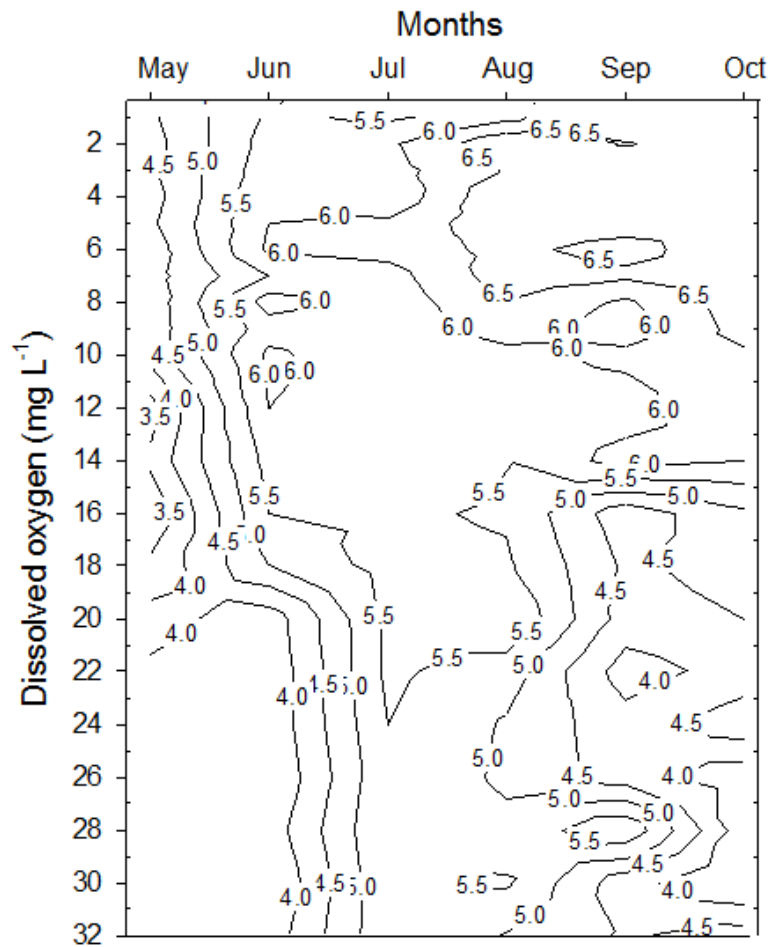 Months
May Jun Jul Aug Sep Oct
Dissolved oxygen (mg L⁻¹)
5.5
2 6.0 6.5 6.5
4.5 5.0 6.5
4 5.5
6.0
6 6.0 6.5
6.5 6.5
8 5.5 6.0
6.0 6.0 6.0
10 4.5 5.0 6.0
6.0 6.0
12 4.0 6.0
3.5
14 6.0
5.5 5.5 5.5
16 3.5 5.0 5.0
4.5 5.0
18 4.5
4.0 4.5
20 4.0 5.5 5.5
22 5.5 5.0
4.0 4.5 5.0 4.0
24 4.5
5.0
26 4.5 4.0
5.0 5.0
28 5.5
4.5
30 4.0 4.5 5.0 5.5 4.0
32 5.0 4.5